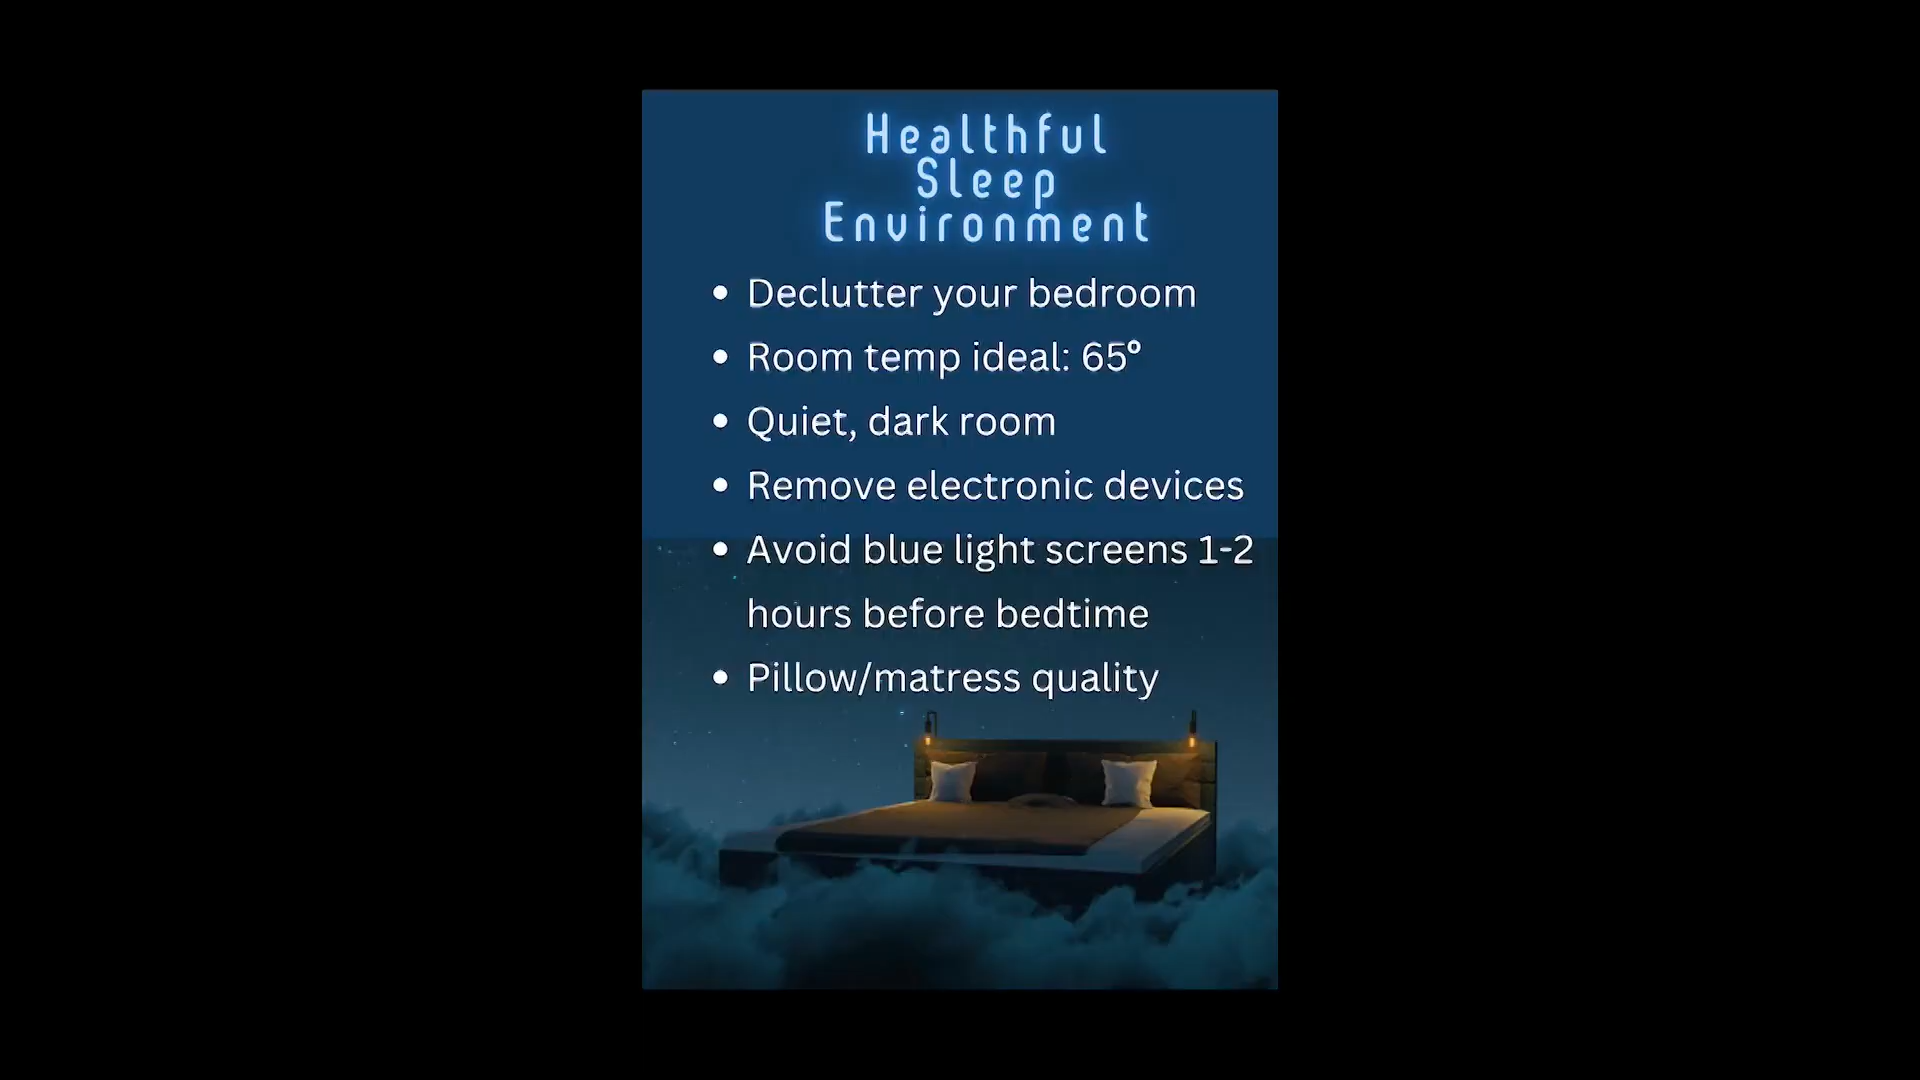 Healthful
Sleep
Environment
• Declutter your bedroom
• Room temp ideal: 65°
• Quiet, dark room
• Remove electronic devices
• Avoid blue light screens 1-2
hours before bedtime
• Pillow/matress quality